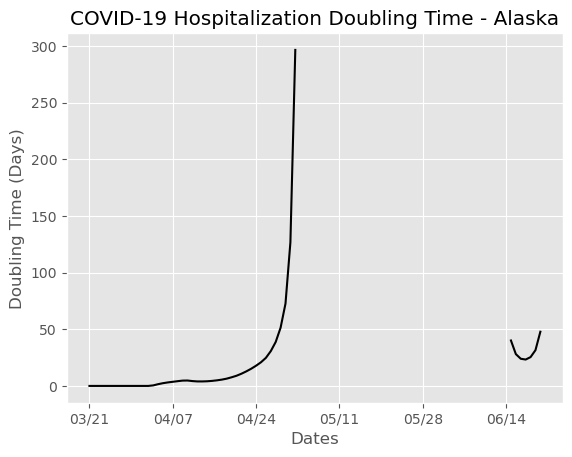 COVID-19 Hospitalization Doubling Time - Alaska
Doubling Time (Days)
300
250
200
150
100
50
0
03/21 04/07 04/24 05/11 05/28 06/14
Dates